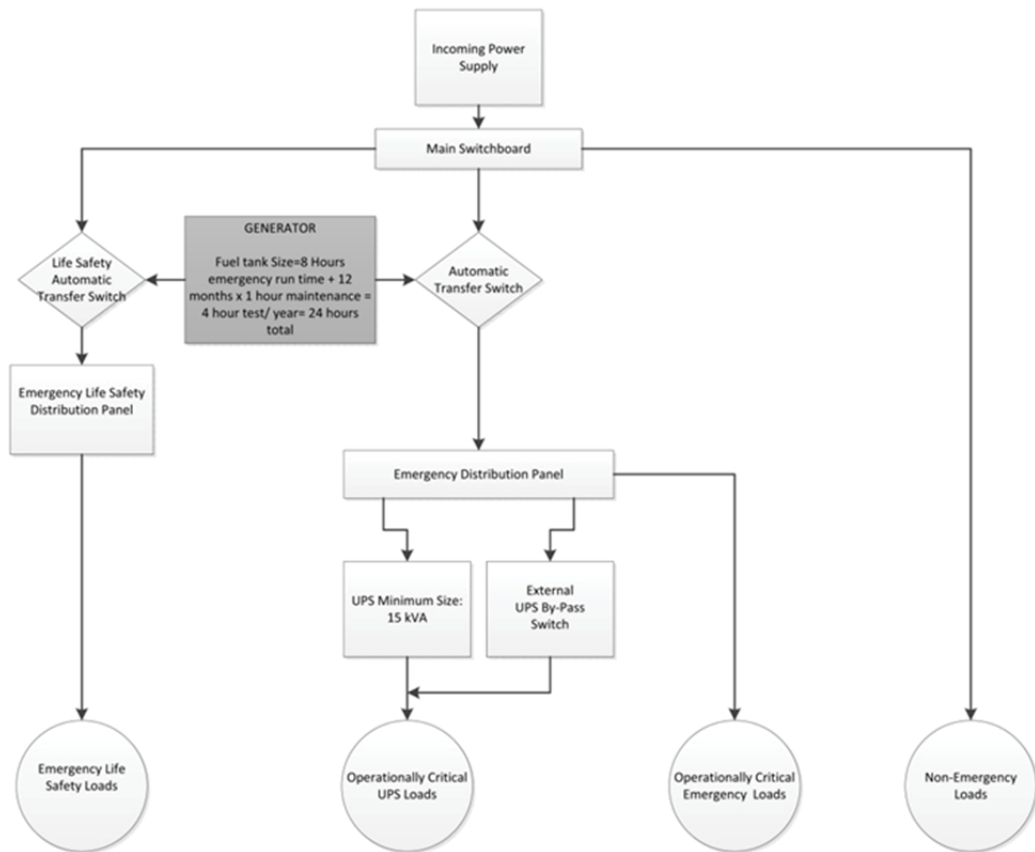 Incoming Power
Supply
Main Switchboard
GENERATOR
Fuel tank Size=8 Hours
emergency run time + 12
months x 1 hour maintenance =
4 hour test/ year= 24 hours
total
Life Safety
Automatic
Transfer Switch
Automatic
Transfer Switch
Emergency Life Safety
Distribution Panel
Emergency Distribution Panel
UPS Minimum Size:
15 kVA
External
UPS By-Pass
Switch
Emergency Life
Safety Loads
Operationally Critical
UPS Loads
Operationally Critical
Emergency Loads
Non-Emergency
Loads